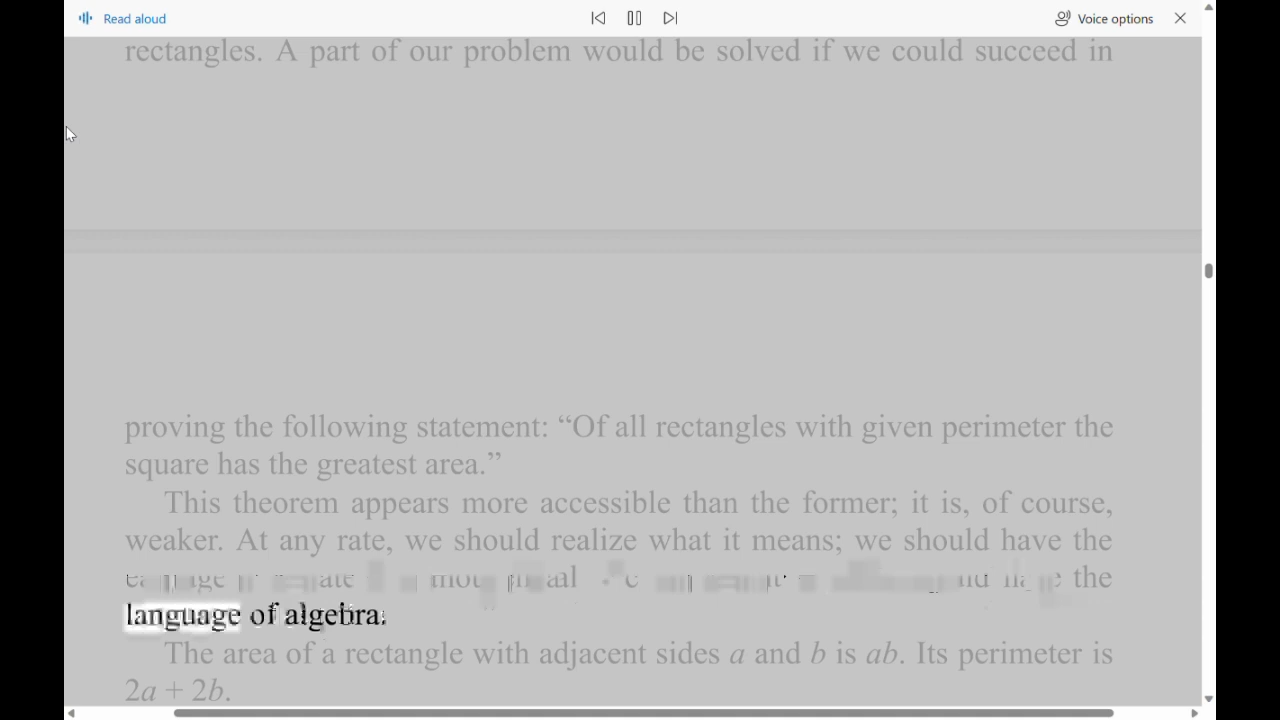 Read aloud
Voice options
rectangles. A part of our problem would be solved if we could succeed in
proving the following statement: “Of all rectangles with given perimeter the
square has the greatest area.”
This theorem appears more accessible than the former; it is, of course,
weaker. At any rate, we should realize what it means; we should have the
the
language of algebra.
The area of a rectangle with adjacent sides a and b is ab. Its perimeter is
2a + 2b.